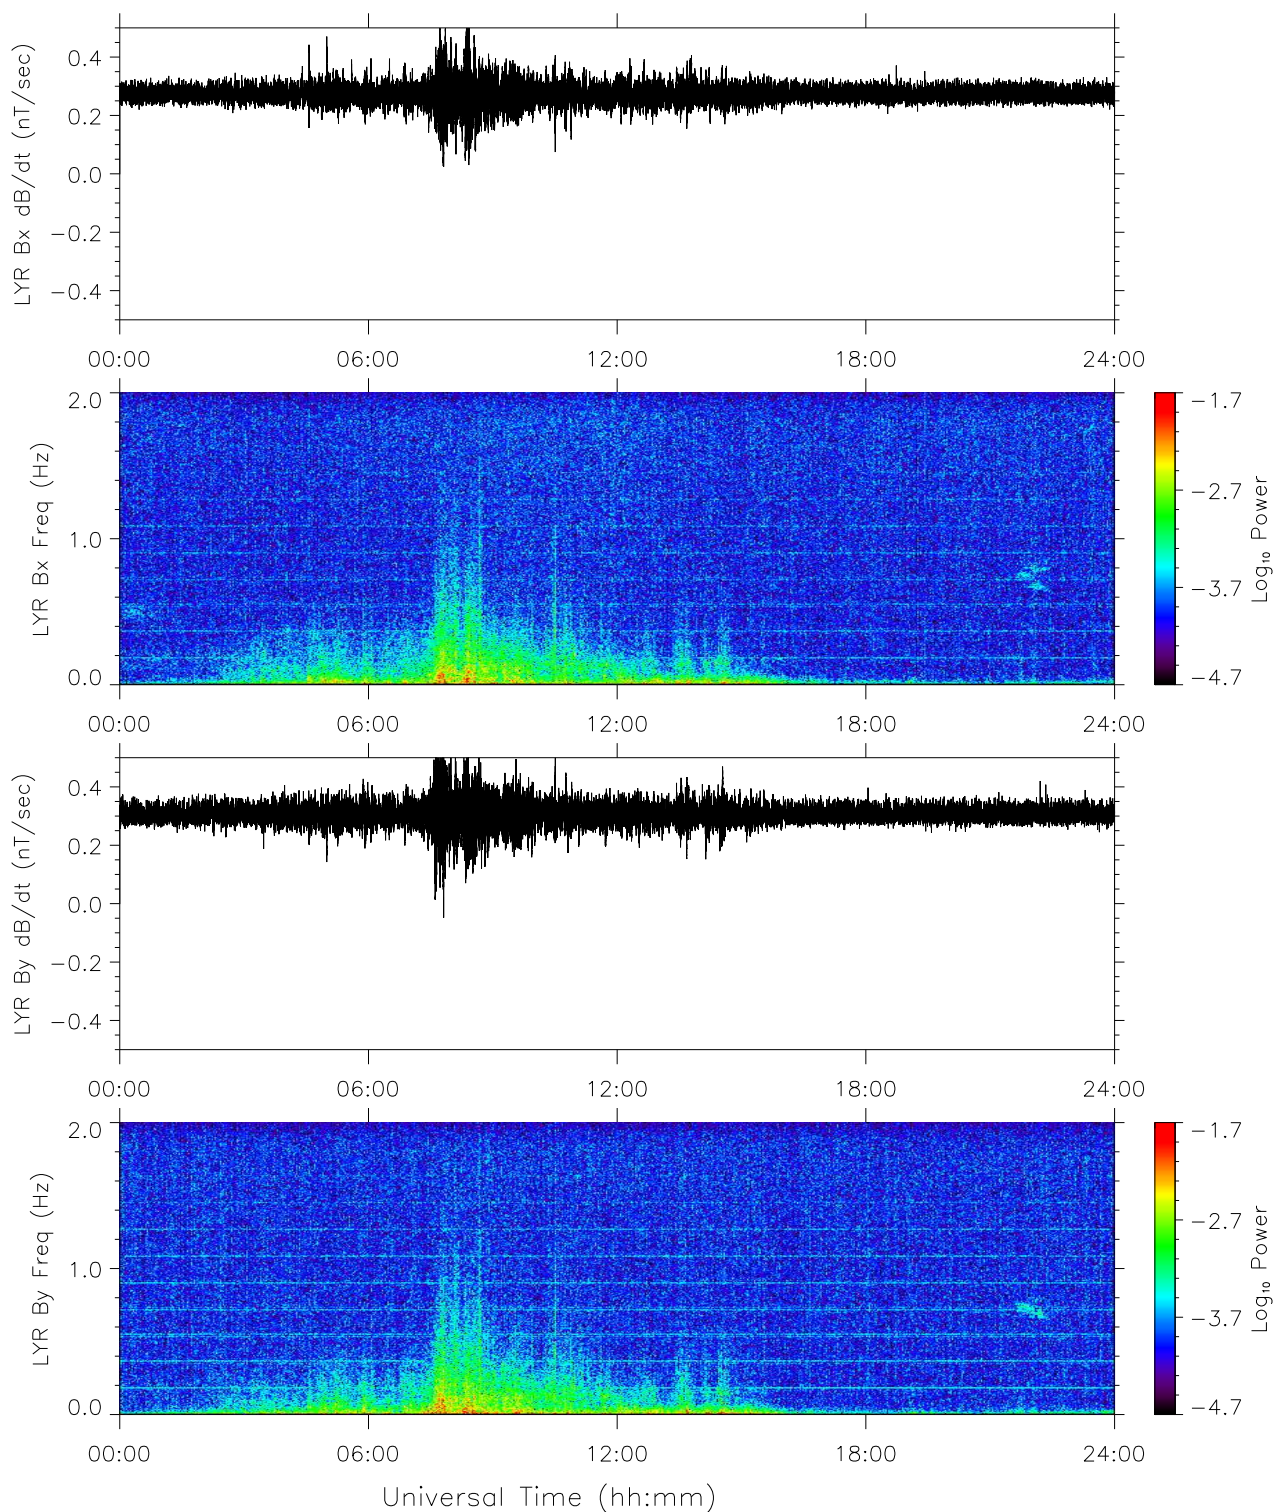 LYR Bx dB/dt (nT/sec)
0.4
0.2
0.0
−0.2
−0.4
00:00 06:00 12:00 18:00 24:00
LYR Bx Freq (Hz)
2.0
1.0
0.0
−1.7
−2.7
−3.7
−4.7
Log₁₀ Power
00:00 06:00 12:00 18:00 24:00
LYR By dB/dt (nT/sec)
0.4
0.2
0.0
−0.2
−0.4
00:00 06:00 12:00 18:00 24:00
LYR By Freq (Hz)
2.0
1.0
0.0
−1.7
−2.7
−3.7
−4.7
Log₁₀ Power
00:00 06:00 12:00 18:00 24:00
Universal Time (hh:mm)